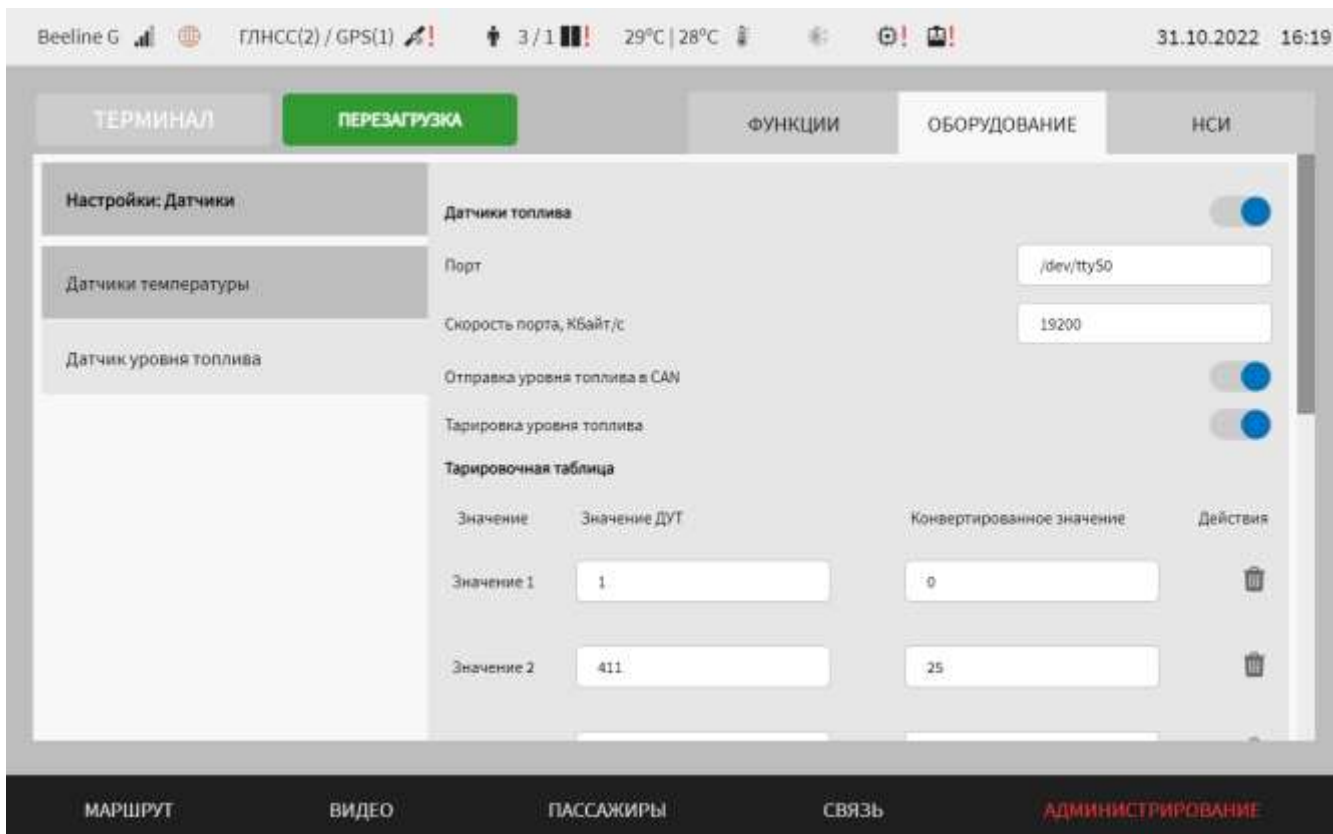 Beeline G ГЛНСС(2) / GPS(1) ! 3 / 1 ! 29°C | 28°C ! ! 31.10.2022 16:19
ТЕРМИНАЛ ПЕРЕЗАГРУЗКА ФУНКЦИИ ОБОРУДОВАНИЕ НСИ
Настройки: Датчики
Датчики температуры
Датчик уровня топлива
Датчики топлива
Порт /dev/ttyS0
Скорость порта, Кбайт/с 19200
Отправка уровня топлива в CAN
Тарировка уровня топлива
Тарировочная таблица
Значение Значение ДУТ Конвертированное значение Действия
Значение 1 1 0
Значение 2 411 25
МАРШРУТ ВИДЕО ПАССАЖИРЫ СВЯЗЬ АДМИНИСТРИРОВАНИЕ